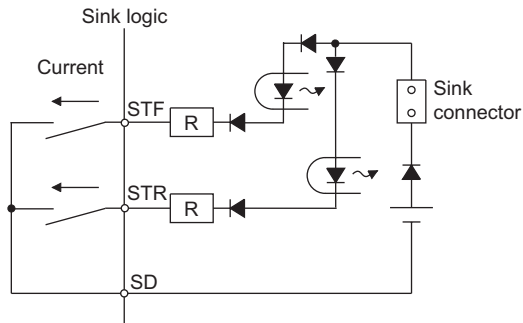 Sink logic
Current
STF
R
Sink
connector
STR
R
SD